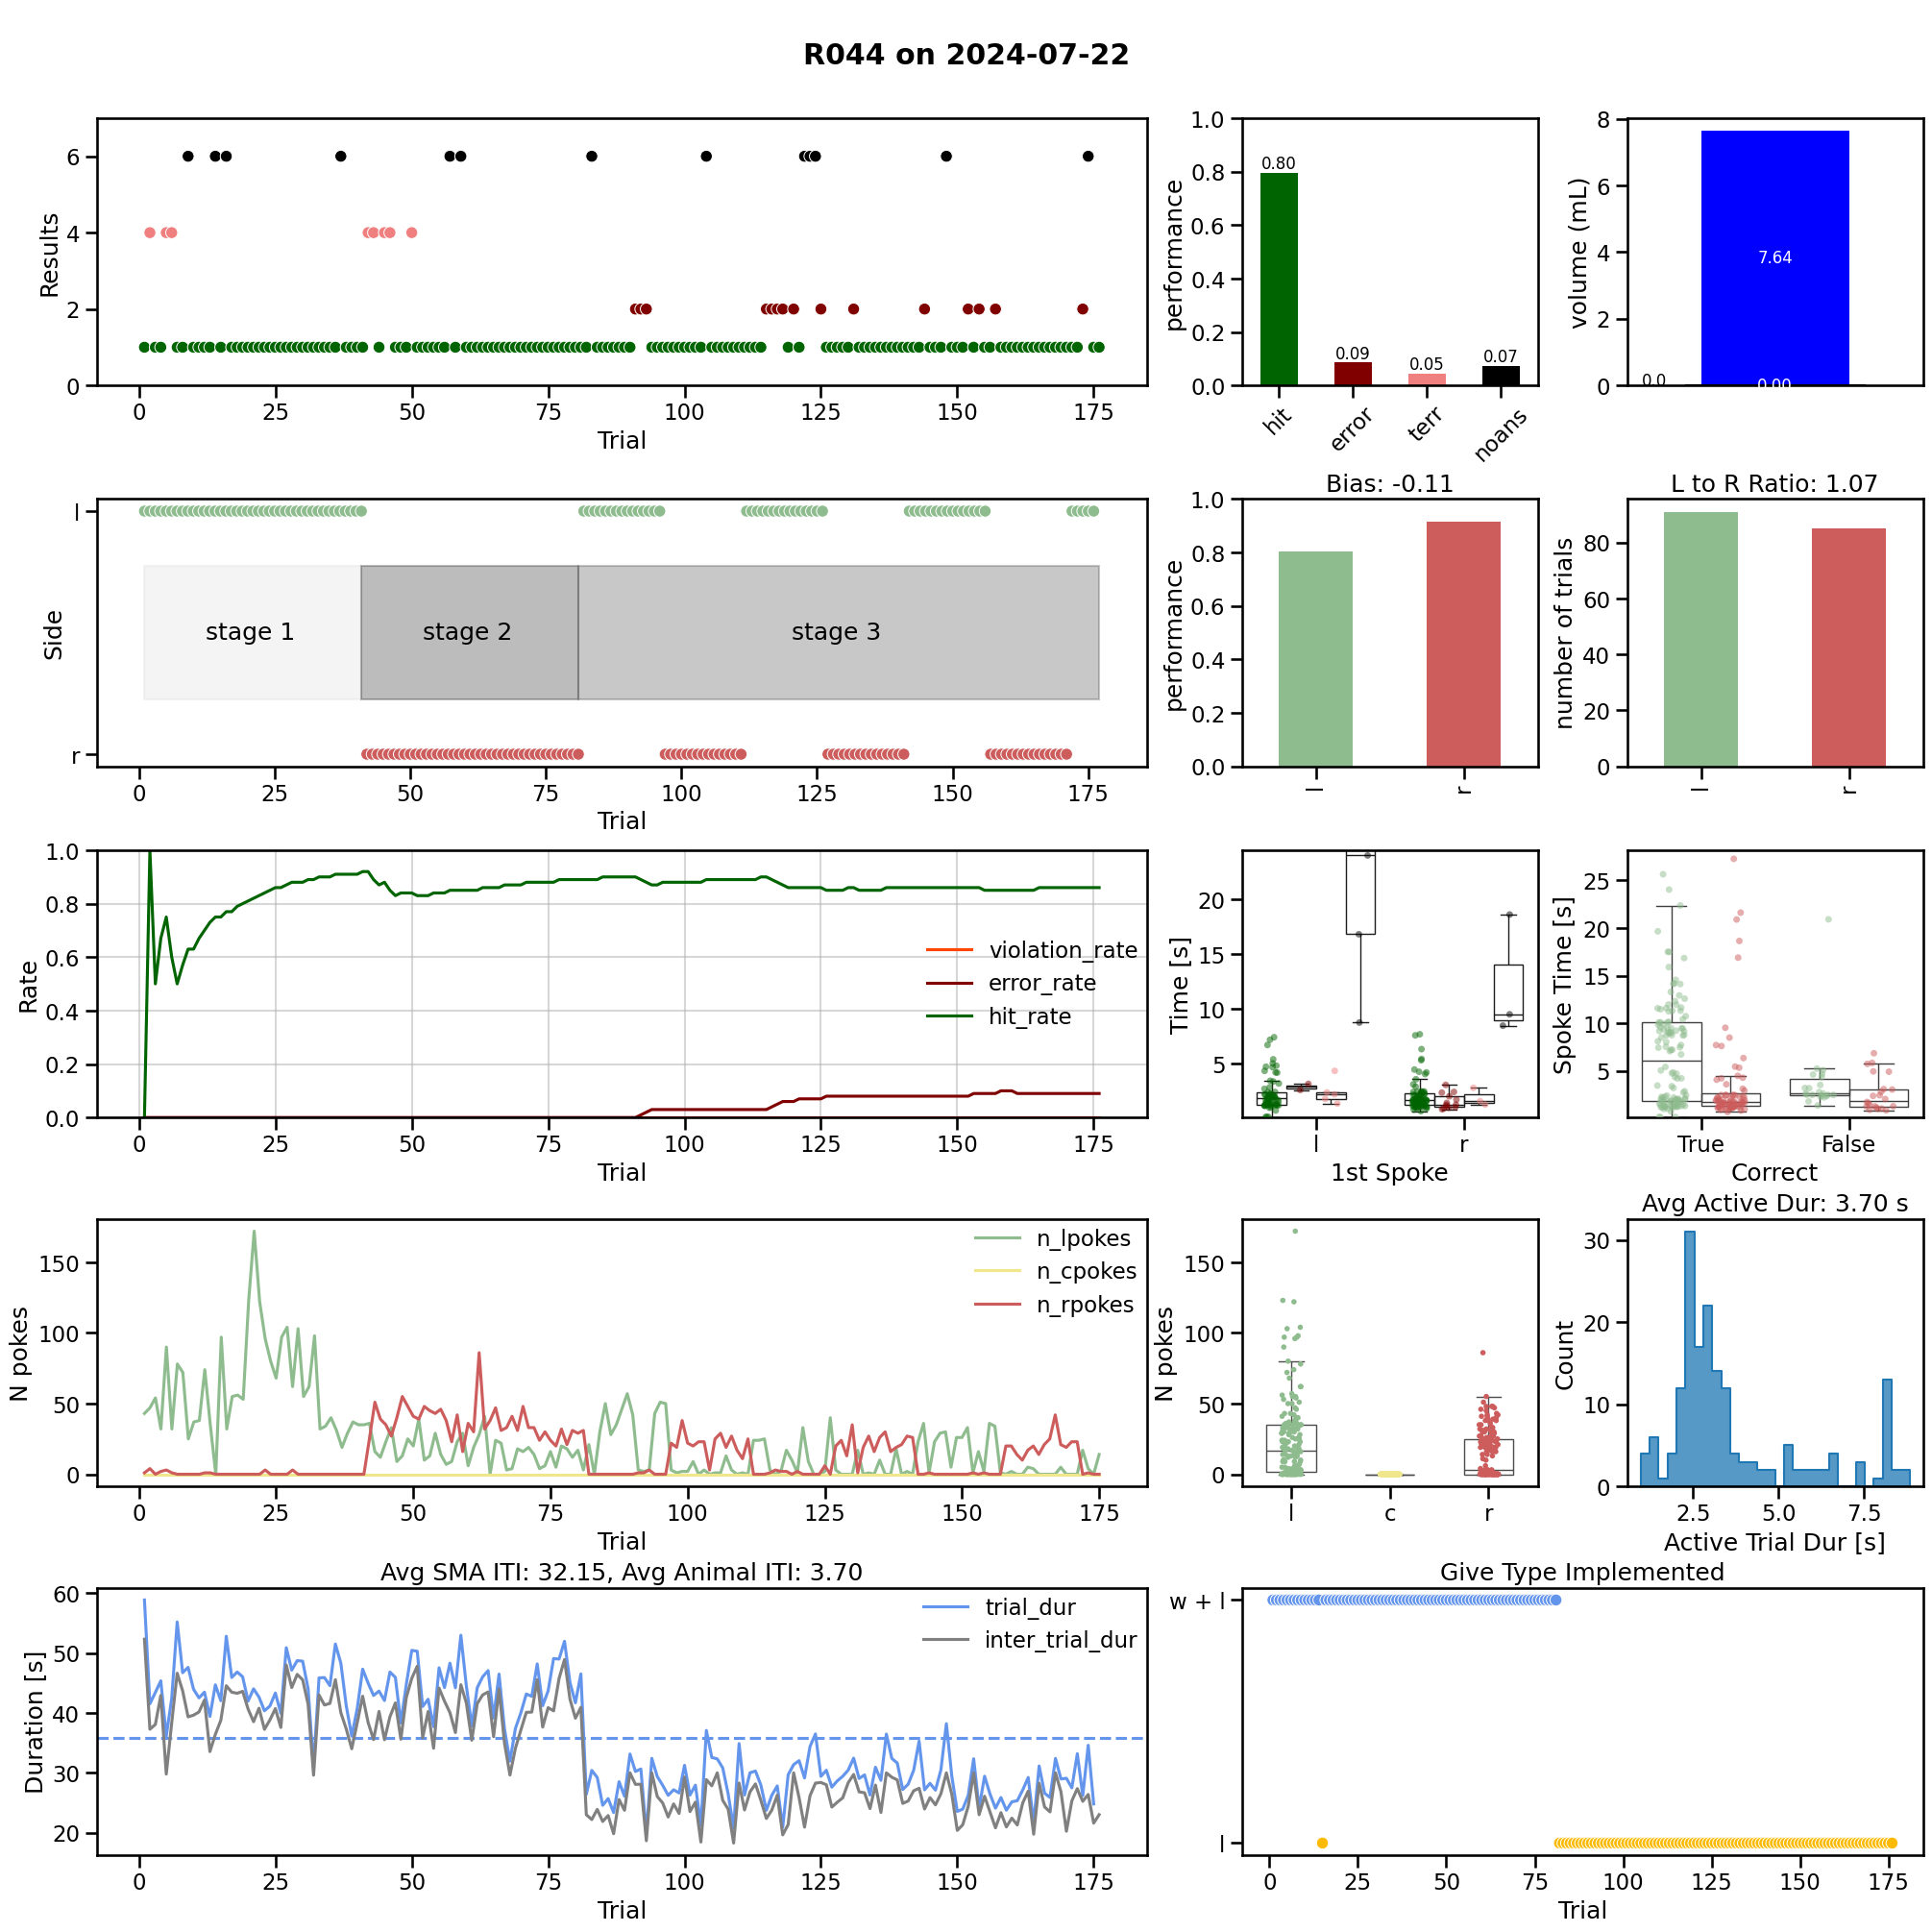 R044 on 2024-07-22
Results
6
4
2
0
0 25 50 75 100 125 150 175
Trial
performance
1.0
0.8
0.6
0.4
0.2
0.0
0.80
0.09
0.05
0.07
hit error terr noans
volume (mL)
8
6
4
2
0
7.64
0.0
0.00
Side
l
r
stage 1 stage 2 stage 3
0 25 50 75 100 125 150 175
Trial
Bias: -0.11
performance
1.0
0.8
0.6
0.4
0.2
0.0
l r
L to R Ratio: 1.07
number of trials
80
60
40
20
0
l r
Rate
1.0
0.8
0.6
0.4
0.2
0.0
violation_rate
error_rate
hit_rate
0 25 50 75 100 125 150 175
Trial
Time [s]
20
15
10
5
l r
1st Spoke
Spoke Time [s]
25
20
15
10
5
True False
Correct
N pokes
150
100
50
0
n_lpokes
n_cpokes
n_rpokes
0 25 50 75 100 125 150 175
Trial
N pokes
150
100
50
0
l c r
Avg Active Dur: 3.70 s
Count
30
20
10
0
2.5 5.0 7.5
Active Trial Dur [s]
Avg SMA ITI: 32.15, Avg Animal ITI: 3.70
Duration [s]
60
50
40
30
20
trial_dur
inter_trial_dur
0 25 50 75 100 125 150 175
Trial
Give Type Implemented
w + l
l
0 25 50 75 100 125 150 175
Trial